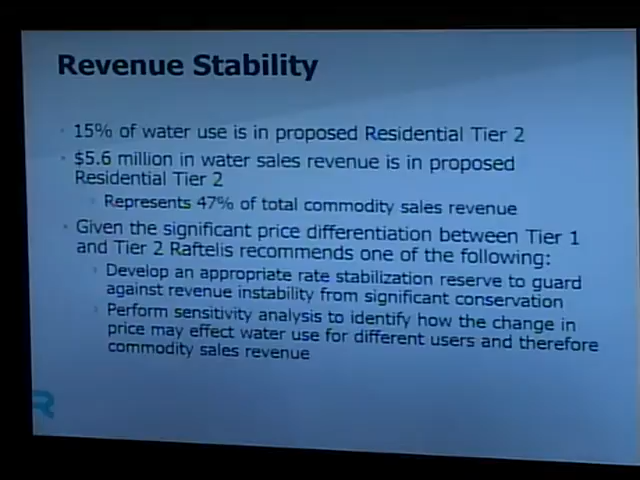 Revenue Stability
15% of water use is in proposed Residential Tier 2
$5.6 million in water sales revenue is in proposed
Residential Tier 2
Represents 47% of total commodity sales revenue
Given the significant price differentiation between Tier 1
and Tier 2 Raftelis recommends one of the following:
Develop an appropriate rate stabilization reserve to guard
against revenue instability from significant conservation
Perform sensitivity analysis to identify how the change in
price may effect water use for different users and therefore
commodity sales revenue
R